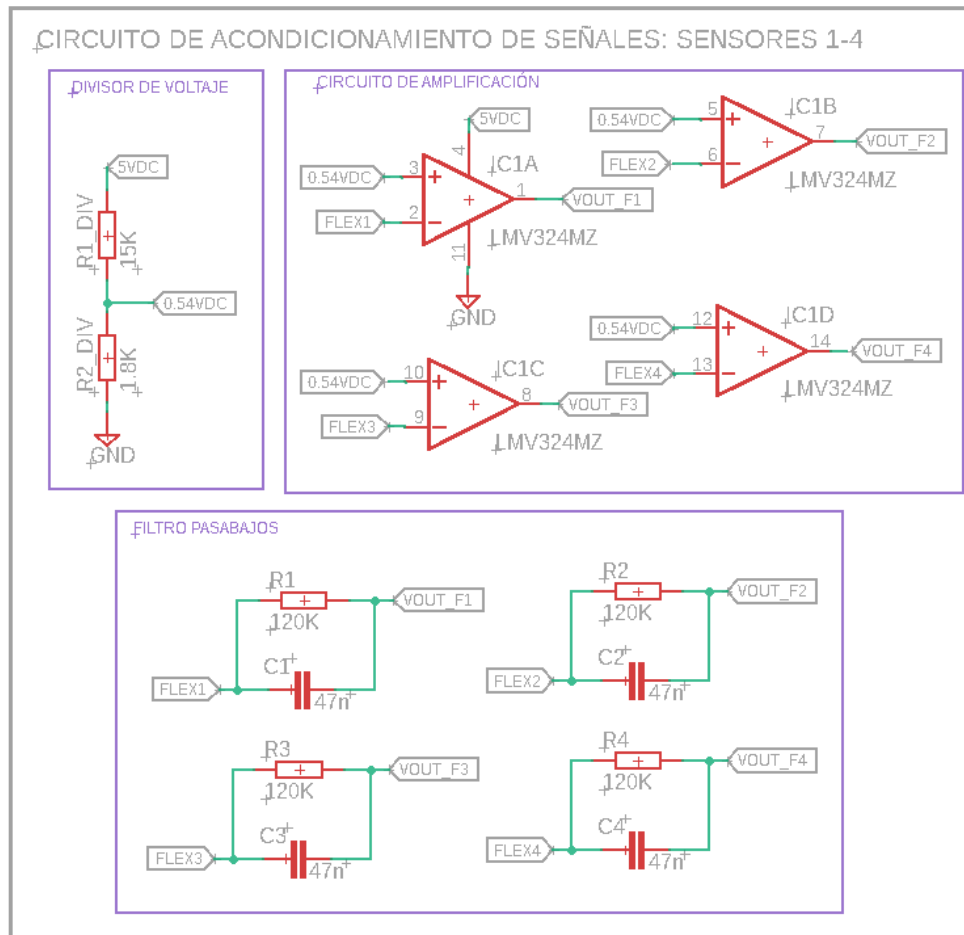 CIRCUITO DE ACONDICIONAMIENTO DE SEÑALES: SENSORES 1-4
DIVISOR DE VOLTAJE
5VDC
R1_DIV
15K
0.54VDC
R2_DIV
1.8K
GND
CIRCUITO DE AMPLIFICACIÓN
5VDC
4
IC1A
0.54VDC
3
FLEX1
2
1
VOUT_F1
LMV324MZ
11
GND
IC1B
0.54VDC
5
FLEX2
6
7
VOUT_F2
LMV324MZ
IC1C
0.54VDC
10
FLEX3
9
8
VOUT_F3
LMV324MZ
IC1D
0.54VDC
12
FLEX4
13
14
VOUT_F4
LMV324MZ
FILTRO PASABAJOS
R1
120K
VOUT_F1
C1
47n
FLEX1
R2
120K
VOUT_F2
C2
47n
FLEX2
R3
120K
VOUT_F3
C3
47n
FLEX3
R4
120K
VOUT_F4
C4
47n
FLEX4